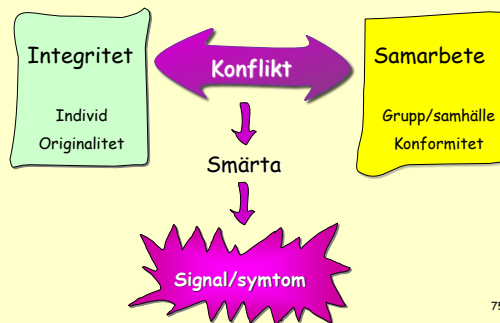 Integritet
Individ
Originalitet
Konflikt
Samarbete
Grupp/samhälle
Konformitet
Smärta
Signal/symtom
75